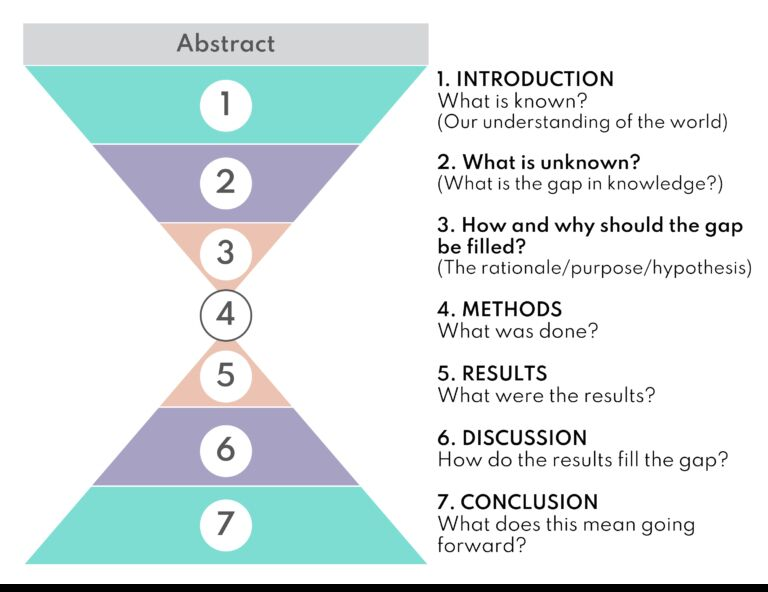 Abstract
1
1. INTRODUCTION
What is known?
(Our understanding of the world)
2
2. What is unknown?
(What is the gap in knowledge?)
3
3. How and why should the gap
be filled?
(The rationale/purpose/hypothesis)
4
4. METHODS
What was done?
5
5. RESULTS
What were the results?
6
6. DISCUSSION
How do the results fill the gap?
7
7. CONCLUSION
What does this mean going
forward?